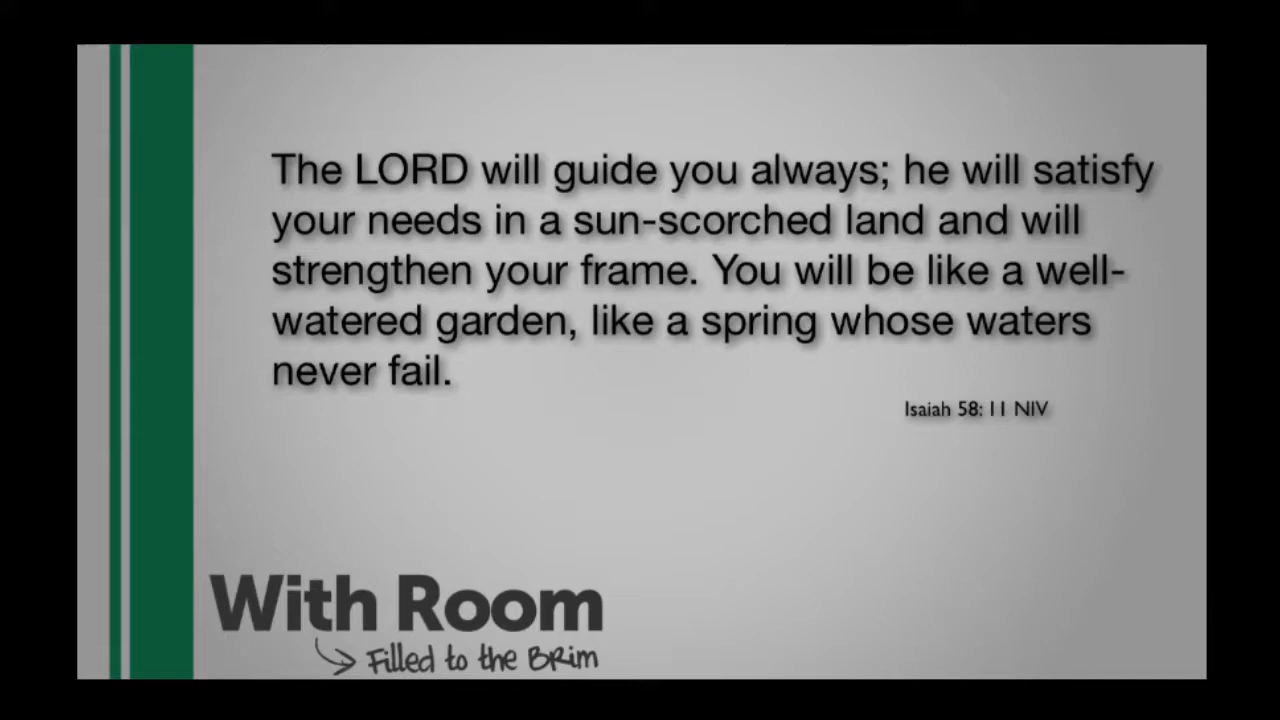 The LORD will guide you always; he will satisfy
your needs in a sun-scorched land and will
strengthen your frame. You will be like a well-
watered garden, like a spring whose waters
never fail.
Isaiah 58: 11 NIV
With Room
Filled to the BRim